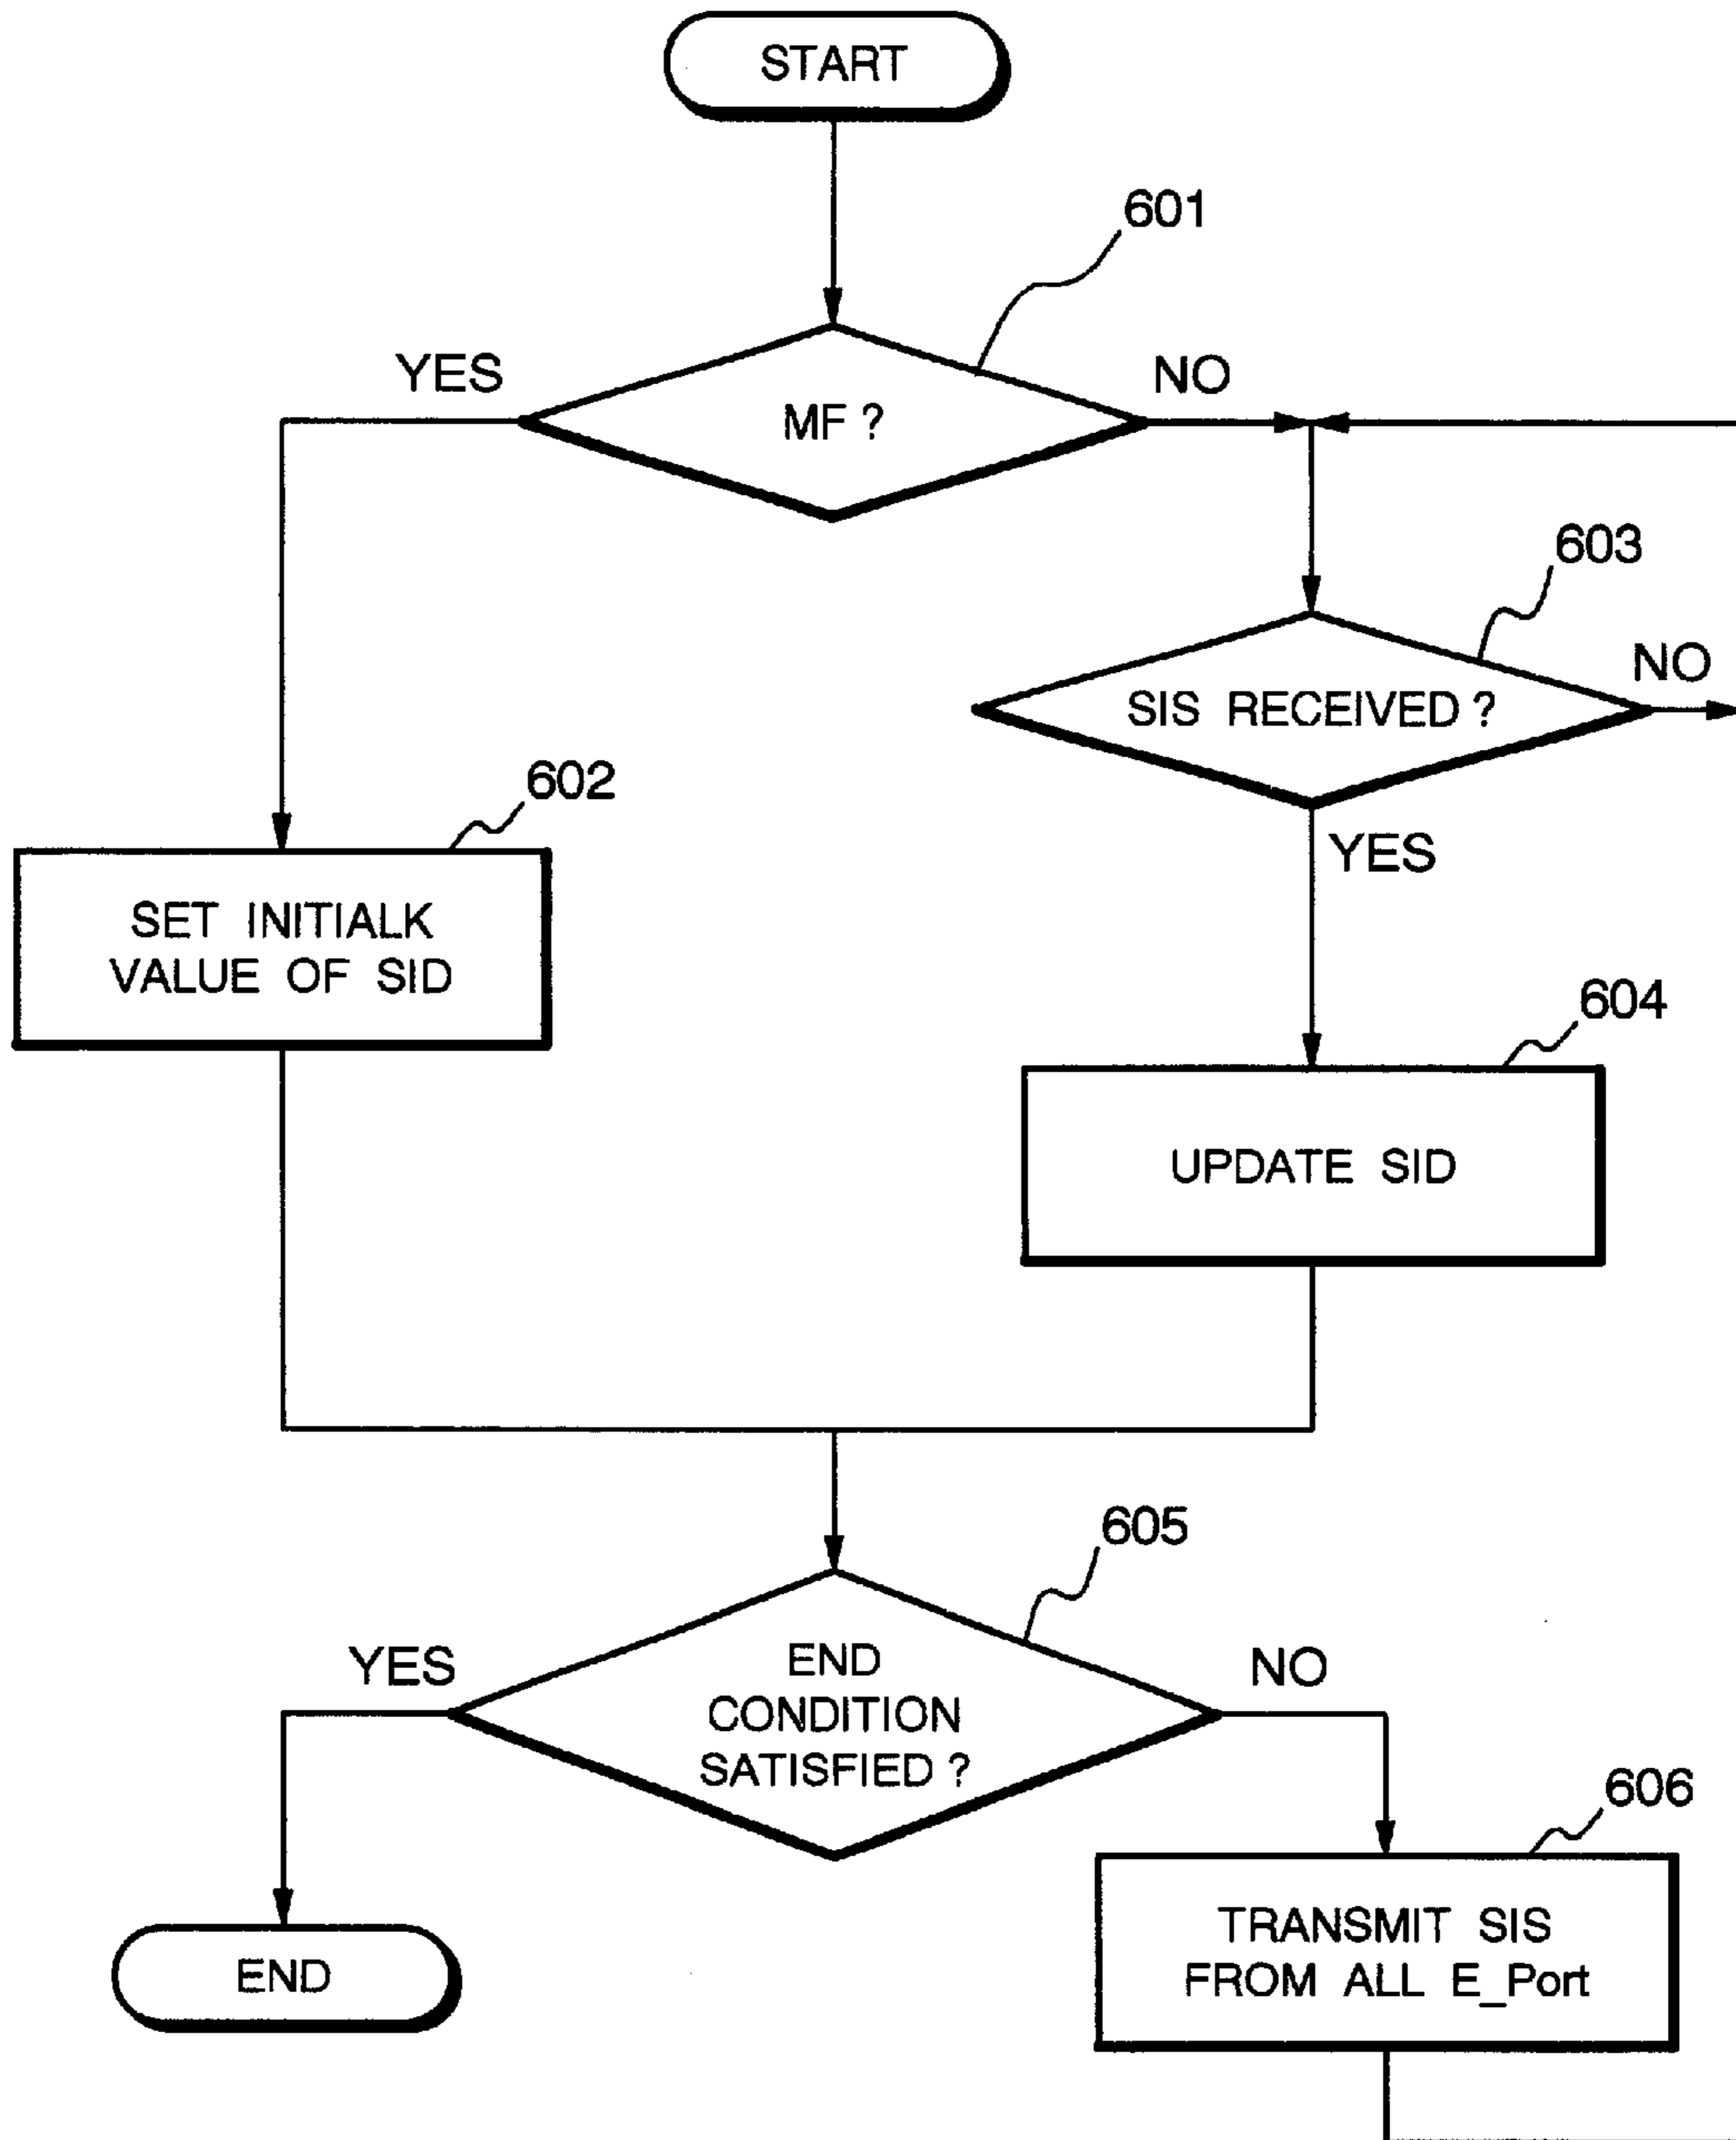 START
601
YES
NO
MF ?
603
NO
SIS RECEIVED ?
602
YES
SET INITIALK
VALUE OF SID
604
UPDATE SID
605
YES
NO
END
CONDITION
SATISFIED ?
606
TRANSMIT SIS
FROM ALL E_Port
END